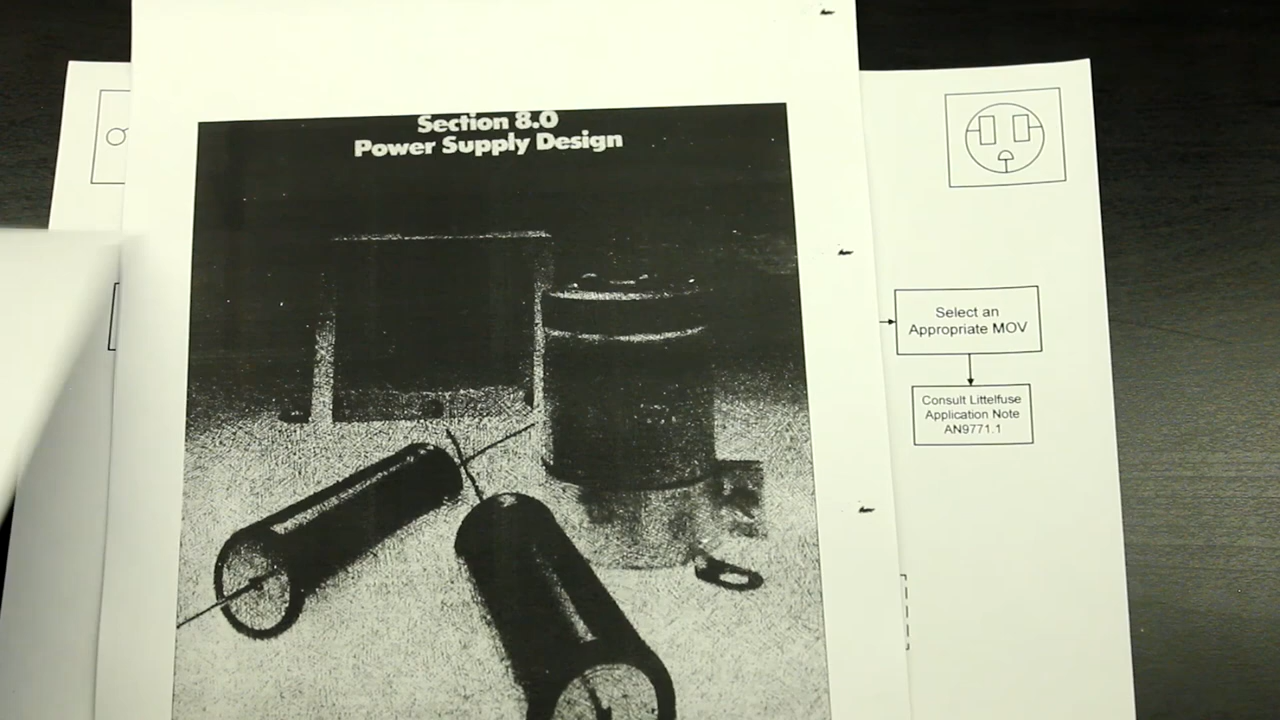 Section 8.0
Power Supply Design
Select an
Appropriate MOV
Consult Littelfuse
Application Note
AN9771.1